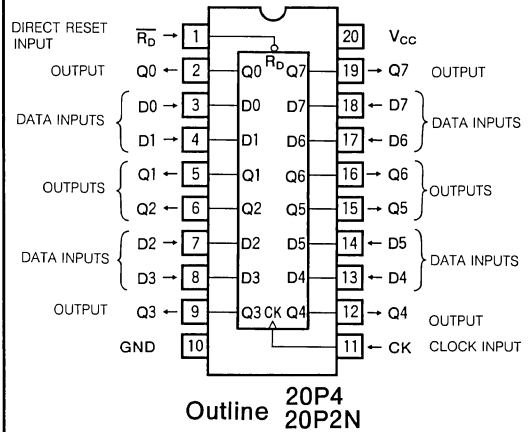 DIRECT RESET INPUT R̅D̅ → 1 20 VCC
RD
OUTPUT Q0 ← 2 Q0 Q7 19 → Q7 OUTPUT
DATA INPUTS
D0 → 3 D0 D7 18 ← D7
D1 → 4 D1 D6 17 ← D6
DATA INPUTS
OUTPUTS
Q1 ← 5 Q1 Q6 16 → Q6
Q2 ← 6 Q2 Q5 15 → Q5
OUTPUTS
DATA INPUTS
D2 → 7 D2 D5 14 ← D5
D3 → 8 D3 D4 13 ← D4
DATA INPUTS
OUTPUT Q3 ← 9 Q3 CK Q4 12 → Q4 OUTPUT
GND 10 11 ← CK CLOCK INPUT
Outline 20P4
20P2N